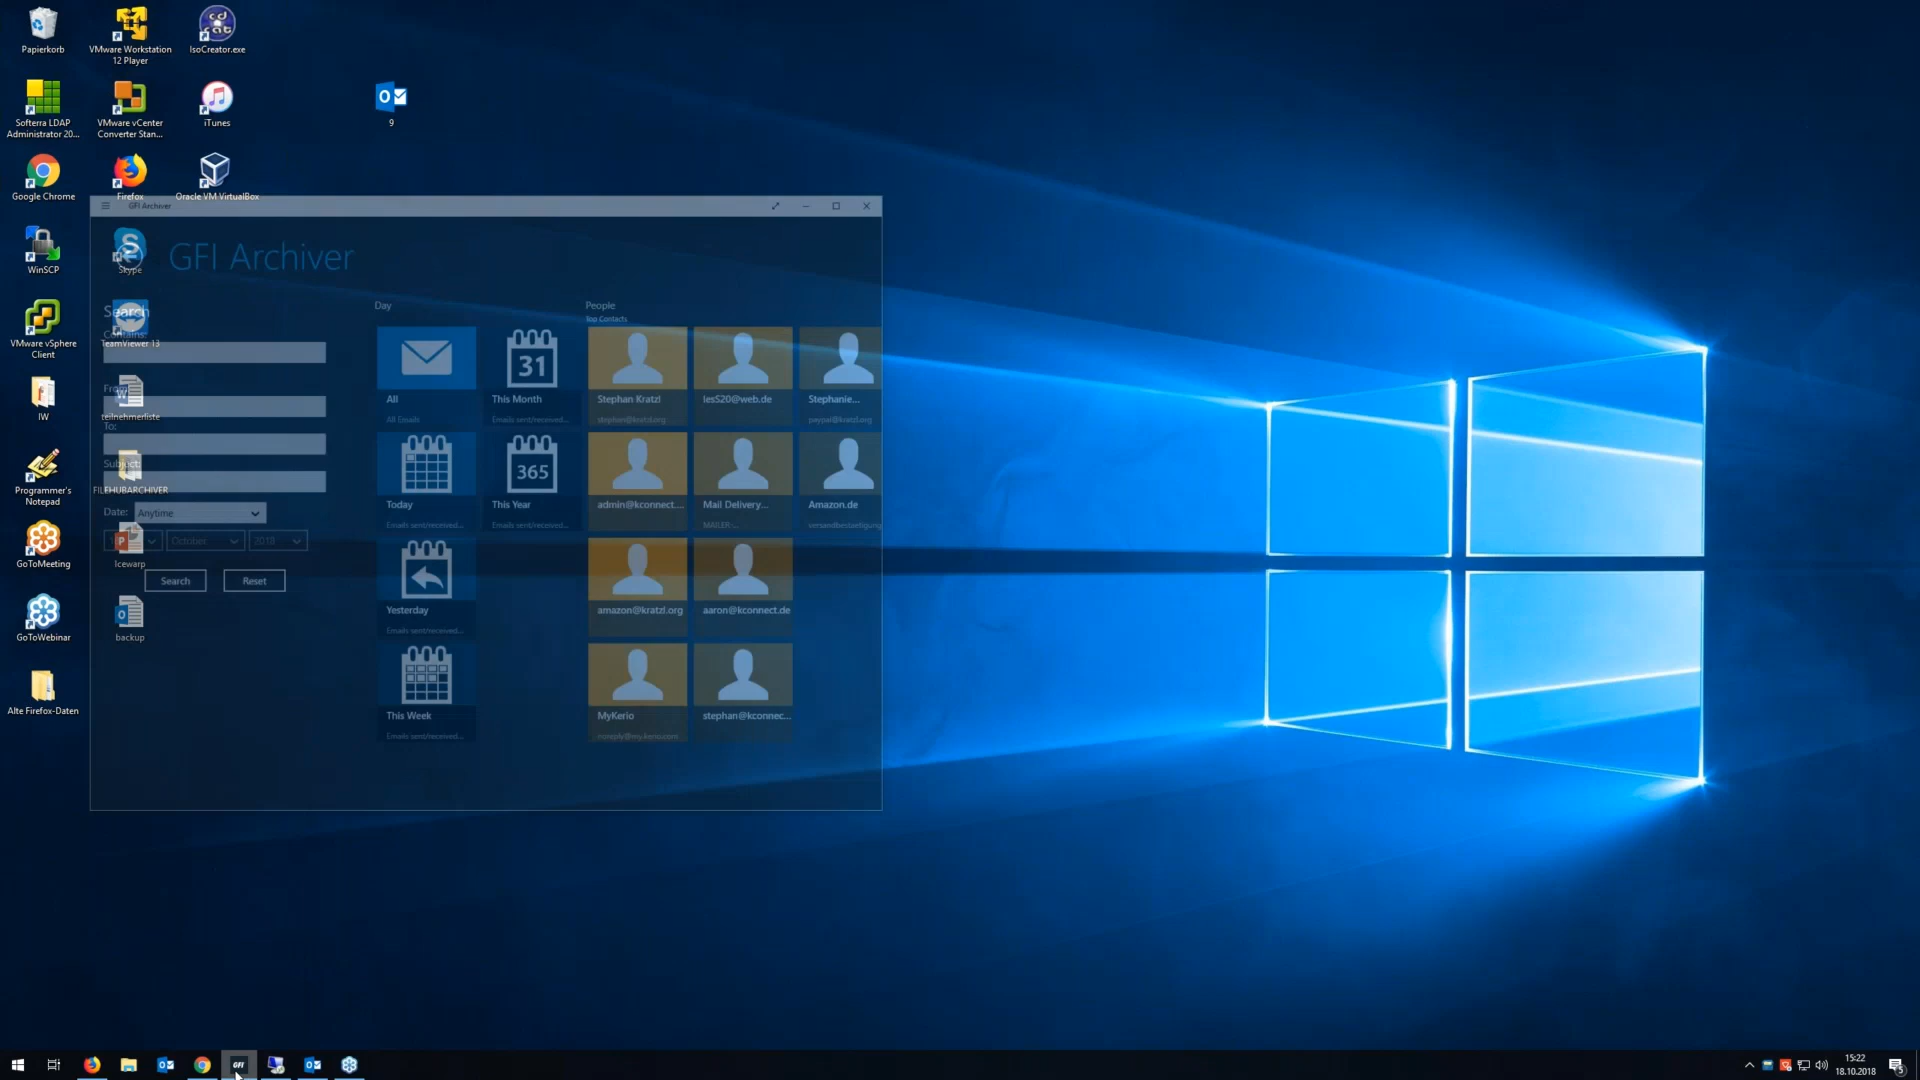 Papierkorb
VMware Workstation
12 Player
IsoCreator.exe
Softerra LDAP
Administrator 20...
VMware vCenter
Converter Stan...
iTunes
9
Google Chrome
Firefox
Oracle VM VirtualBox
WinSCP
Skype
VMware vSphere
Client
TeamViewer 13
IW
teilnehmerliste
Programmer's
Notepad
FILEHUBARCHIVER
GoToMeeting
Icewarp
GoToWebinar
backup
Alte Firefox-Daten
GFI Archiver
GFI Archiver
Search
Contains:
From:
To:
Subject:
Date:
Anytime
October
2018
Search
Reset
Day
All
All Emails
31
This Month
Emails sent/received...
Today
Emails sent/received...
365
This Year
Emails sent/received...
Yesterday
Emails sent/received...
This Week
Emails sent/received...
People
Top Contacts
Stephan Kratzl
stephan@kratzl.org
lesS20@web.de
Stephanie...
paypal@kratzl.org
admin@kconnect....
Mail Delivery...
MAILER-...
Amazon.de
versandbestaetigung
amazon@kratzl.org
aaron@kconnect.de
MyKerio
noreply@my.kerio.com
stephan@kconnec...
GFI
15:22
18.10.2018
5